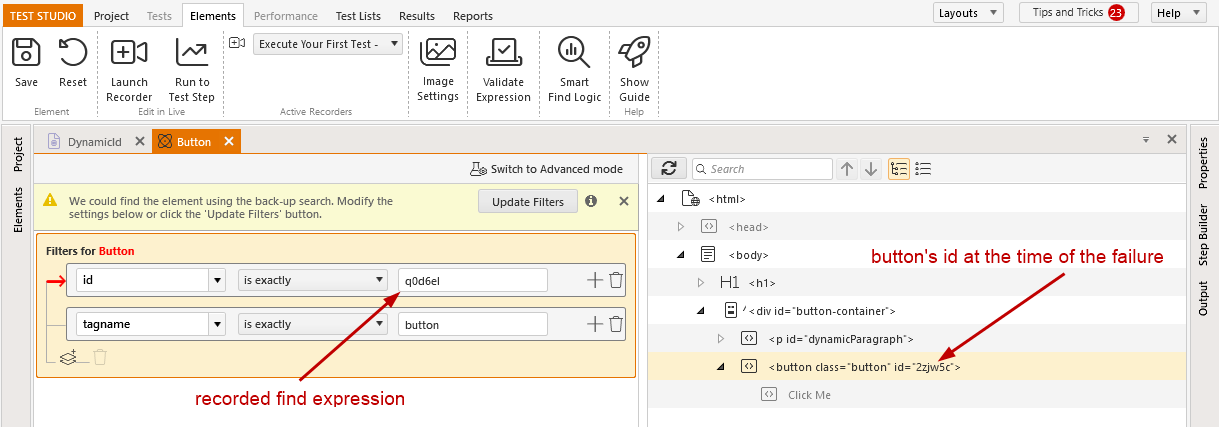 TEST STUDIO Project Tests Elements Performance Test Lists Results Reports Layouts Tips and Tricks 23 Help
Execute Your First Test -
Save Reset Launch Recorder Run to Test Step Image Settings Validate Expression Smart Find Logic Show Guide
Element Edit in Live Active Recorders Help
Project
Elements
DynamicId Button
Switch to Advanced mode
We could find the element using the back-up search. Modify the
settings below or click the 'Update Filters' button.
Update Filters
Filters for Button
id is exactly q0d6el
tagname is exactly button
recorded find expression
Search
<html>
<head>
<body>
button's id at the time of the failure
H1 <h1>
<div id="button-container">
<p id="dynamicParagraph">
<button class="button" id="2zjw5c">
Click Me
Properties
Step Builder
Output